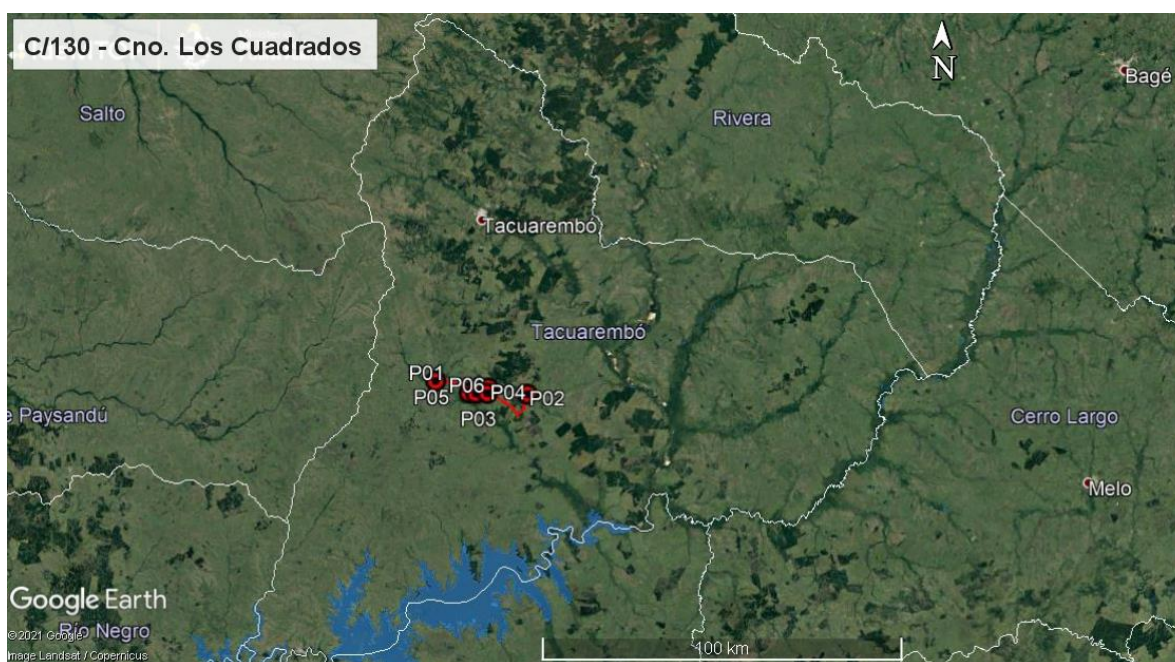 C/130 - Cno. Los Cuadrados
N
Bagé
Salto
Rivera
Tacuarembó
Tacuarembó
P01
P06
P04
P05
P02
P03
e Paysandú
Cerro Largo
Melo
Google Earth
©2021 Google
Río Negro
Image Landsat / Copernicus
100 km